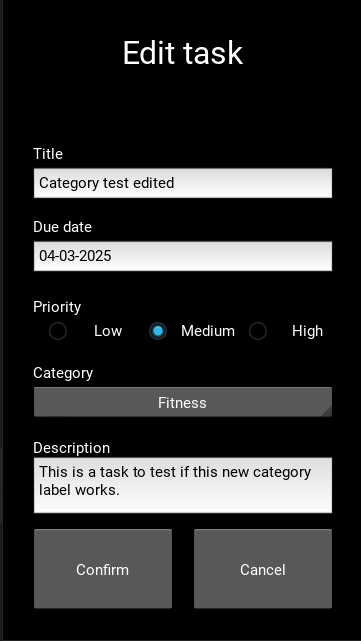 Edit task
Title
Category test edited
Due date
04-03-2025
Priority
Low Medium High
Category
Fitness
Description
This is a task to test if this new category
label works.
Confirm Cancel